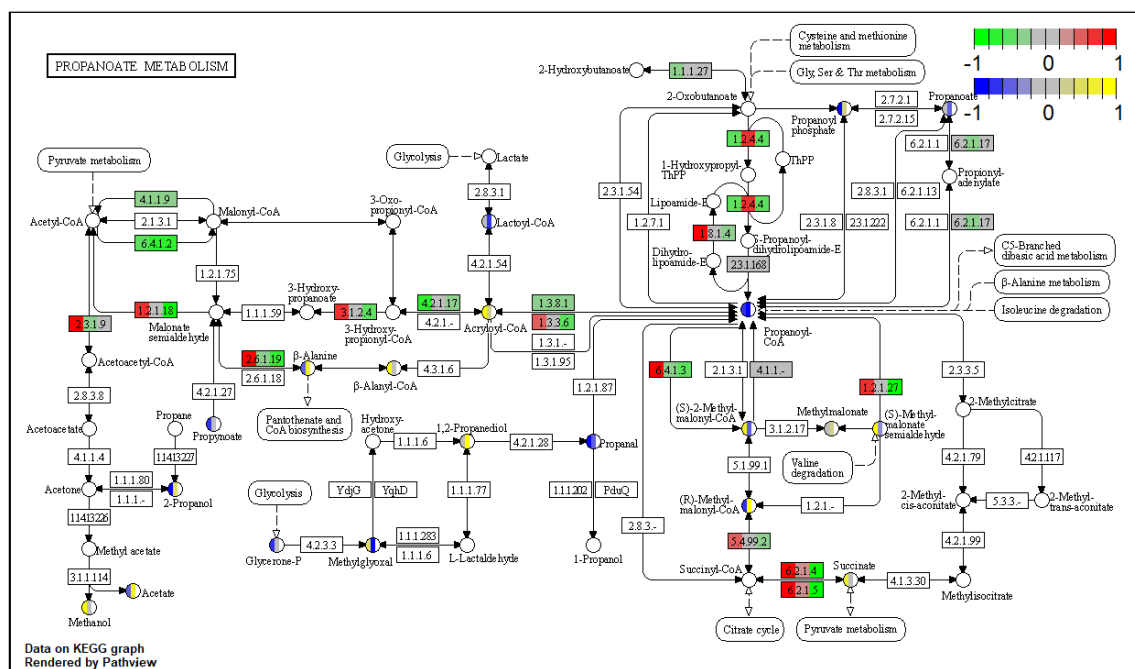 PROPANOATE METABOLISM
Cysteine and methionine
metabolism
Gly, Ser & Thr metabolism
-1
0
1
-1
0
1
2-Hydroxybutanoate
1.1.1.27
2-Oxobutanoate
Propanoyl
phosphate
2.7.2.1
2.7.2.15
Propanoate
Pyruvate metabolism
Glycolysis
Lactate
2.8.3.1
Lactoyl-CoA
4.2.1.54
1.2.4.4
1-Hydroxypropyl-
ThPP
ThPP
Lipoamide-E
1.2.4.4
1.8.1.4
Dihydro-
lipoamide-E
S-Propanoyl-
dihydrolipoamide-E
2.3.1.168
2.3.1.54
1.2.7.1
2.3.1.8
2.3.1.222
2.8.3.1
6.2.1.13
6.2.1.1
6.2.1.17
Propionyl-
adenylate
6.2.1.1
6.2.1.17
C5-Branched
dibasic acid metabolism
β-Alanine metabolism
Isoleucine degradation
Acetyl-CoA
4.1.1.9
2.1.3.1
6.4.1.2
Malonyl-CoA
3-Oxo-
propionyl-CoA
1.2.1.75
1.2.1.18
Malonate
semialdehyde
1.1.1.59
3-Hydroxy-
propanoate
3.1.2.4
3-Hydroxy-
propionyl-CoA
4.2.1.17
4.2.1.-
Acryloyl-CoA
1.3.8.1
1.3.3.6
1.3.1.-
1.3.1.95
Propanoyl-
CoA
2.3.1.9
Acetoacetyl-CoA
2.6.1.19
2.6.1.18
β-Alanine
β-Alanyl-CoA
4.3.1.6
Pantothenate and
CoA biosynthesis
2.8.3.8
Acetoacetate
4.1.1.4
Acetone
Propane
1.14.13.227
4.2.1.27
Propynoate
1.1.1.80
1.1.1.-
2-Propanol
1.14.13.226
Methyl acetate
3.1.1.114
Acetate
Methanol
Hydroxy-
acetone
1.1.1.6
1,2-Propanediol
4.2.1.28
Propanal
1.2.1.87
YdjG
YqhD
1.1.1.77
1.1.1.202
PduQ
1-Propanol
Glycolysis
Glycerone-P
4.2.3.3
Methylglyoxal
1.1.1.283
1.1.1.6
L-Lactaldehyde
6.4.1.3
2.1.3.1
4.1.1.-
1.2.1.27
2.3.3.5
(S)-2-Methyl-
malonyl-CoA
3.1.2.17
Methylmalonate
(S)-Methyl-
malonate
semialdehyde
Valine
degradation
5.1.99.1
(R)-Methyl-
malonyl-CoA
1.2.1.-
2.8.3.-
5.4.99.2
Succinyl-CoA
6.2.1.4
6.2.1.5
Succinate
4.1.3.30
Methylisocitrate
Citrate cycle
Pyruvate metabolism
2-Methylcitrate
4.2.1.79
4.2.1.117
2-Methyl-
cis-aconitate
5.3.3.-
2-Methyl-
trans-aconitate
4.2.1.99
Data on KEGG graph
Rendered by Pathview